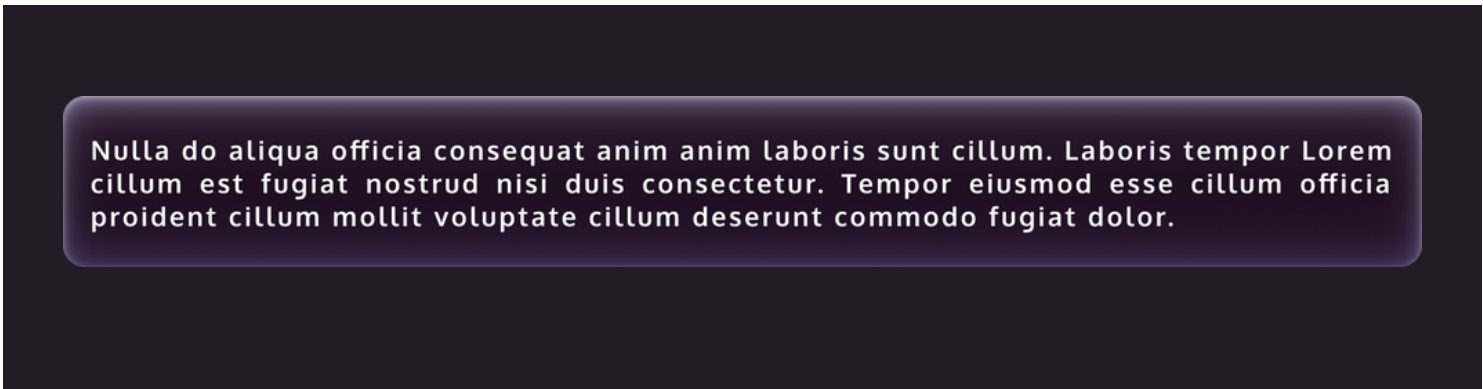 Nulla do aliqua officia consequat anim anim laboris sunt cillum. Laboris tempor Lorem
cillum est fugiat nostrud nisi duis consectetur. Tempor eiusmod esse cillum officia
proident cillum mollit voluptate cillum deserunt commodo fugiat dolor.